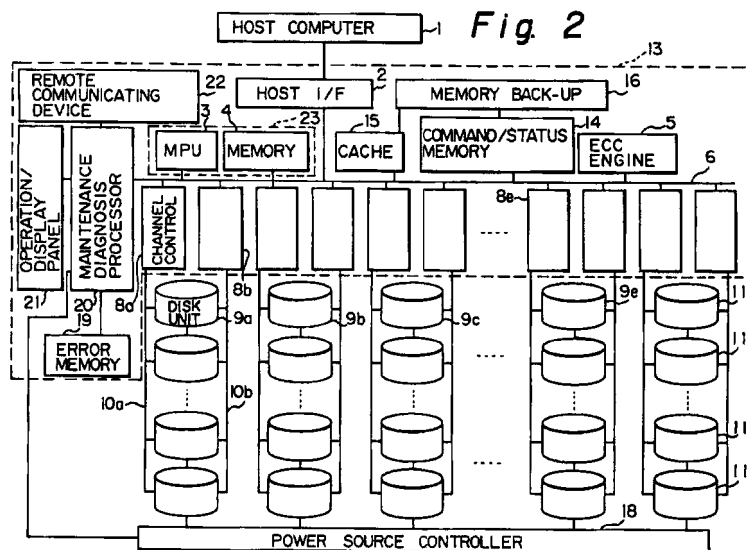 HOST COMPUTER 1 Fig. 2
13
REMOTE COMMUNICATING DEVICE 22
HOST I/F 2
MEMORY BACK-UP 16
3 4 23
15
14
5
MPU
MEMORY
CACHE
COMMAND/STATUS MEMORY
ECC ENGINE
6
OPERATION/DISPLAY PANEL
MAINTENANCE DIAGNOSIS PROCESSOR
CHANNEL CONTROL
8e
....
21
20
8a
8b
19
ERROR MEMORY
DISK UNIT
9a
9b
9c
9e
11
11
10a
10b
....
11
11
18
POWER SOURCE CONTROLLER